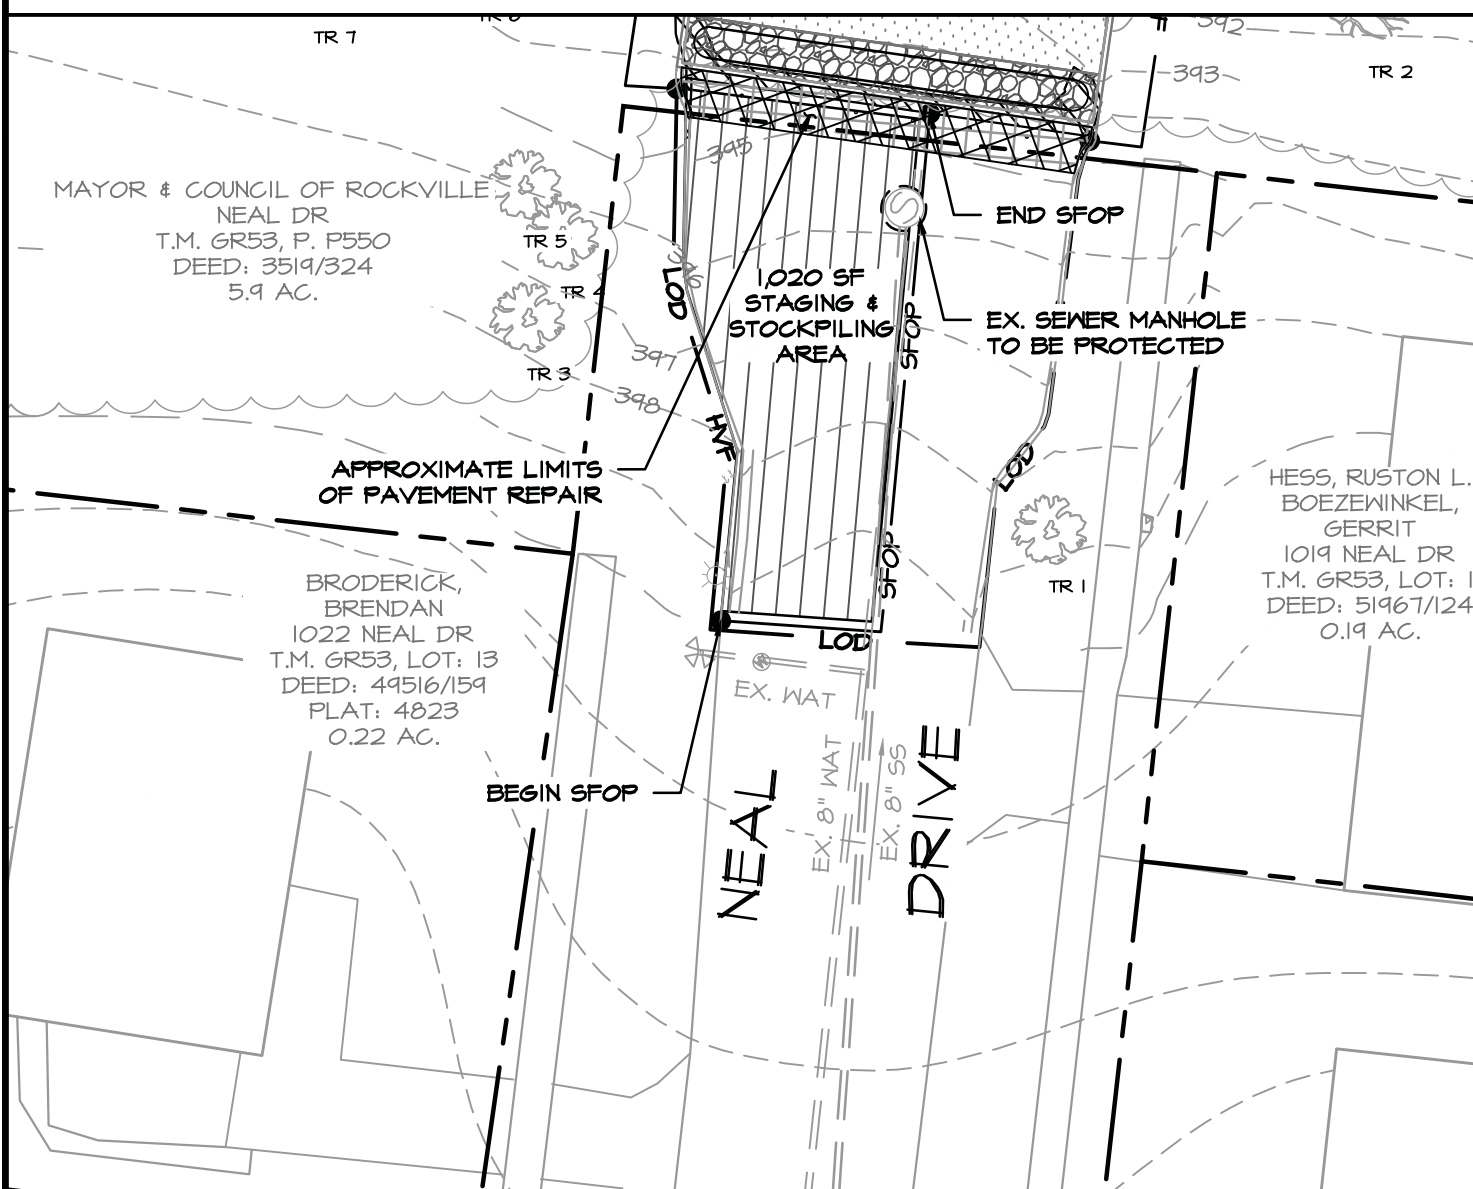 TR 7
392
393
TR 2
395
MAYOR & COUNCIL OF ROCKVILLE
NEAL DR
T.M. GR53, P. P550
DEED: 3519/324
5.9 AC.
TR 5
TR 4
TR 3
END SFOP
LOD
1,020 SF
STAGING &
STOCKPILING
AREA
SFOP
EX. SEWER MANHOLE
TO BE PROTECTED
397
398
HVF
APPROXIMATE LIMITS
OF PAVEMENT REPAIR
LOD
S
HESS, RUSTON L.
BOEZEWINKEL,
GERRIT
1019 NEAL DR
T.M. GR53, LOT: 1
DEED: 51967/124
0.19 AC.
SFOP
TR 1
BRODERICK,
BRENDAN
1022 NEAL DR
T.M. GR53, LOT: 13
DEED: 49516/159
PLAT: 4823
0.22 AC.
LOD
W
EX. WAT
BEGIN SFOP
EX. 8" WAT
EX. 8" SS
NEAL
DRIVE